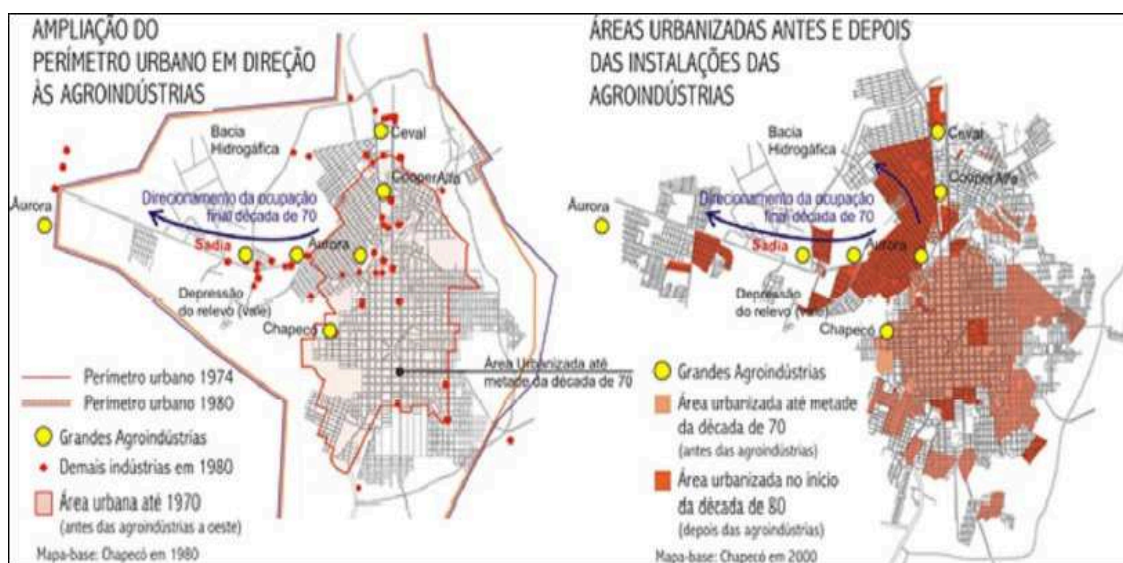 AMPLIAÇÃO DO
PERÍMETRO URBANO EM DIREÇÃO
ÀS AGROINDÚSTRIAS
Bacia
Hidrogáfica
Ceval
CooperAlfa
Direcionamento da ocupação
final década de 70
Aurora
Sadia
Aurora
Depressão
do relevo (vale)
Chapecó
Área Urbanizada até
metade da década de 70
Perímetro urbano 1974
Perímetro urbano 1980
Grandes Agroindústrias
Demais indústrias em 1980
Área urbana até 1970
(antes das agroindústrias a oeste)
Mapa-base: Chapecó em 1980
ÁREAS URBANIZADAS ANTES E DEPOIS
DAS INSTALAÇÕES DAS
AGROINDÚSTRIAS
Bacia
Hidrogáfica
Ceval
CooperAlfa
Direcionamento da ocupação
final década de 70
Aurora
Sadia
Aurora
Depressão
do relevo (vale)
Chapecó
Grandes Agroindústrias
Área urbanizada até metade
da década de 70
(antes das agroindústrias)
Área urbanizada no início
da década de 80
(depois das agroindústrias)
Mapa-base: Chapecó em 2000